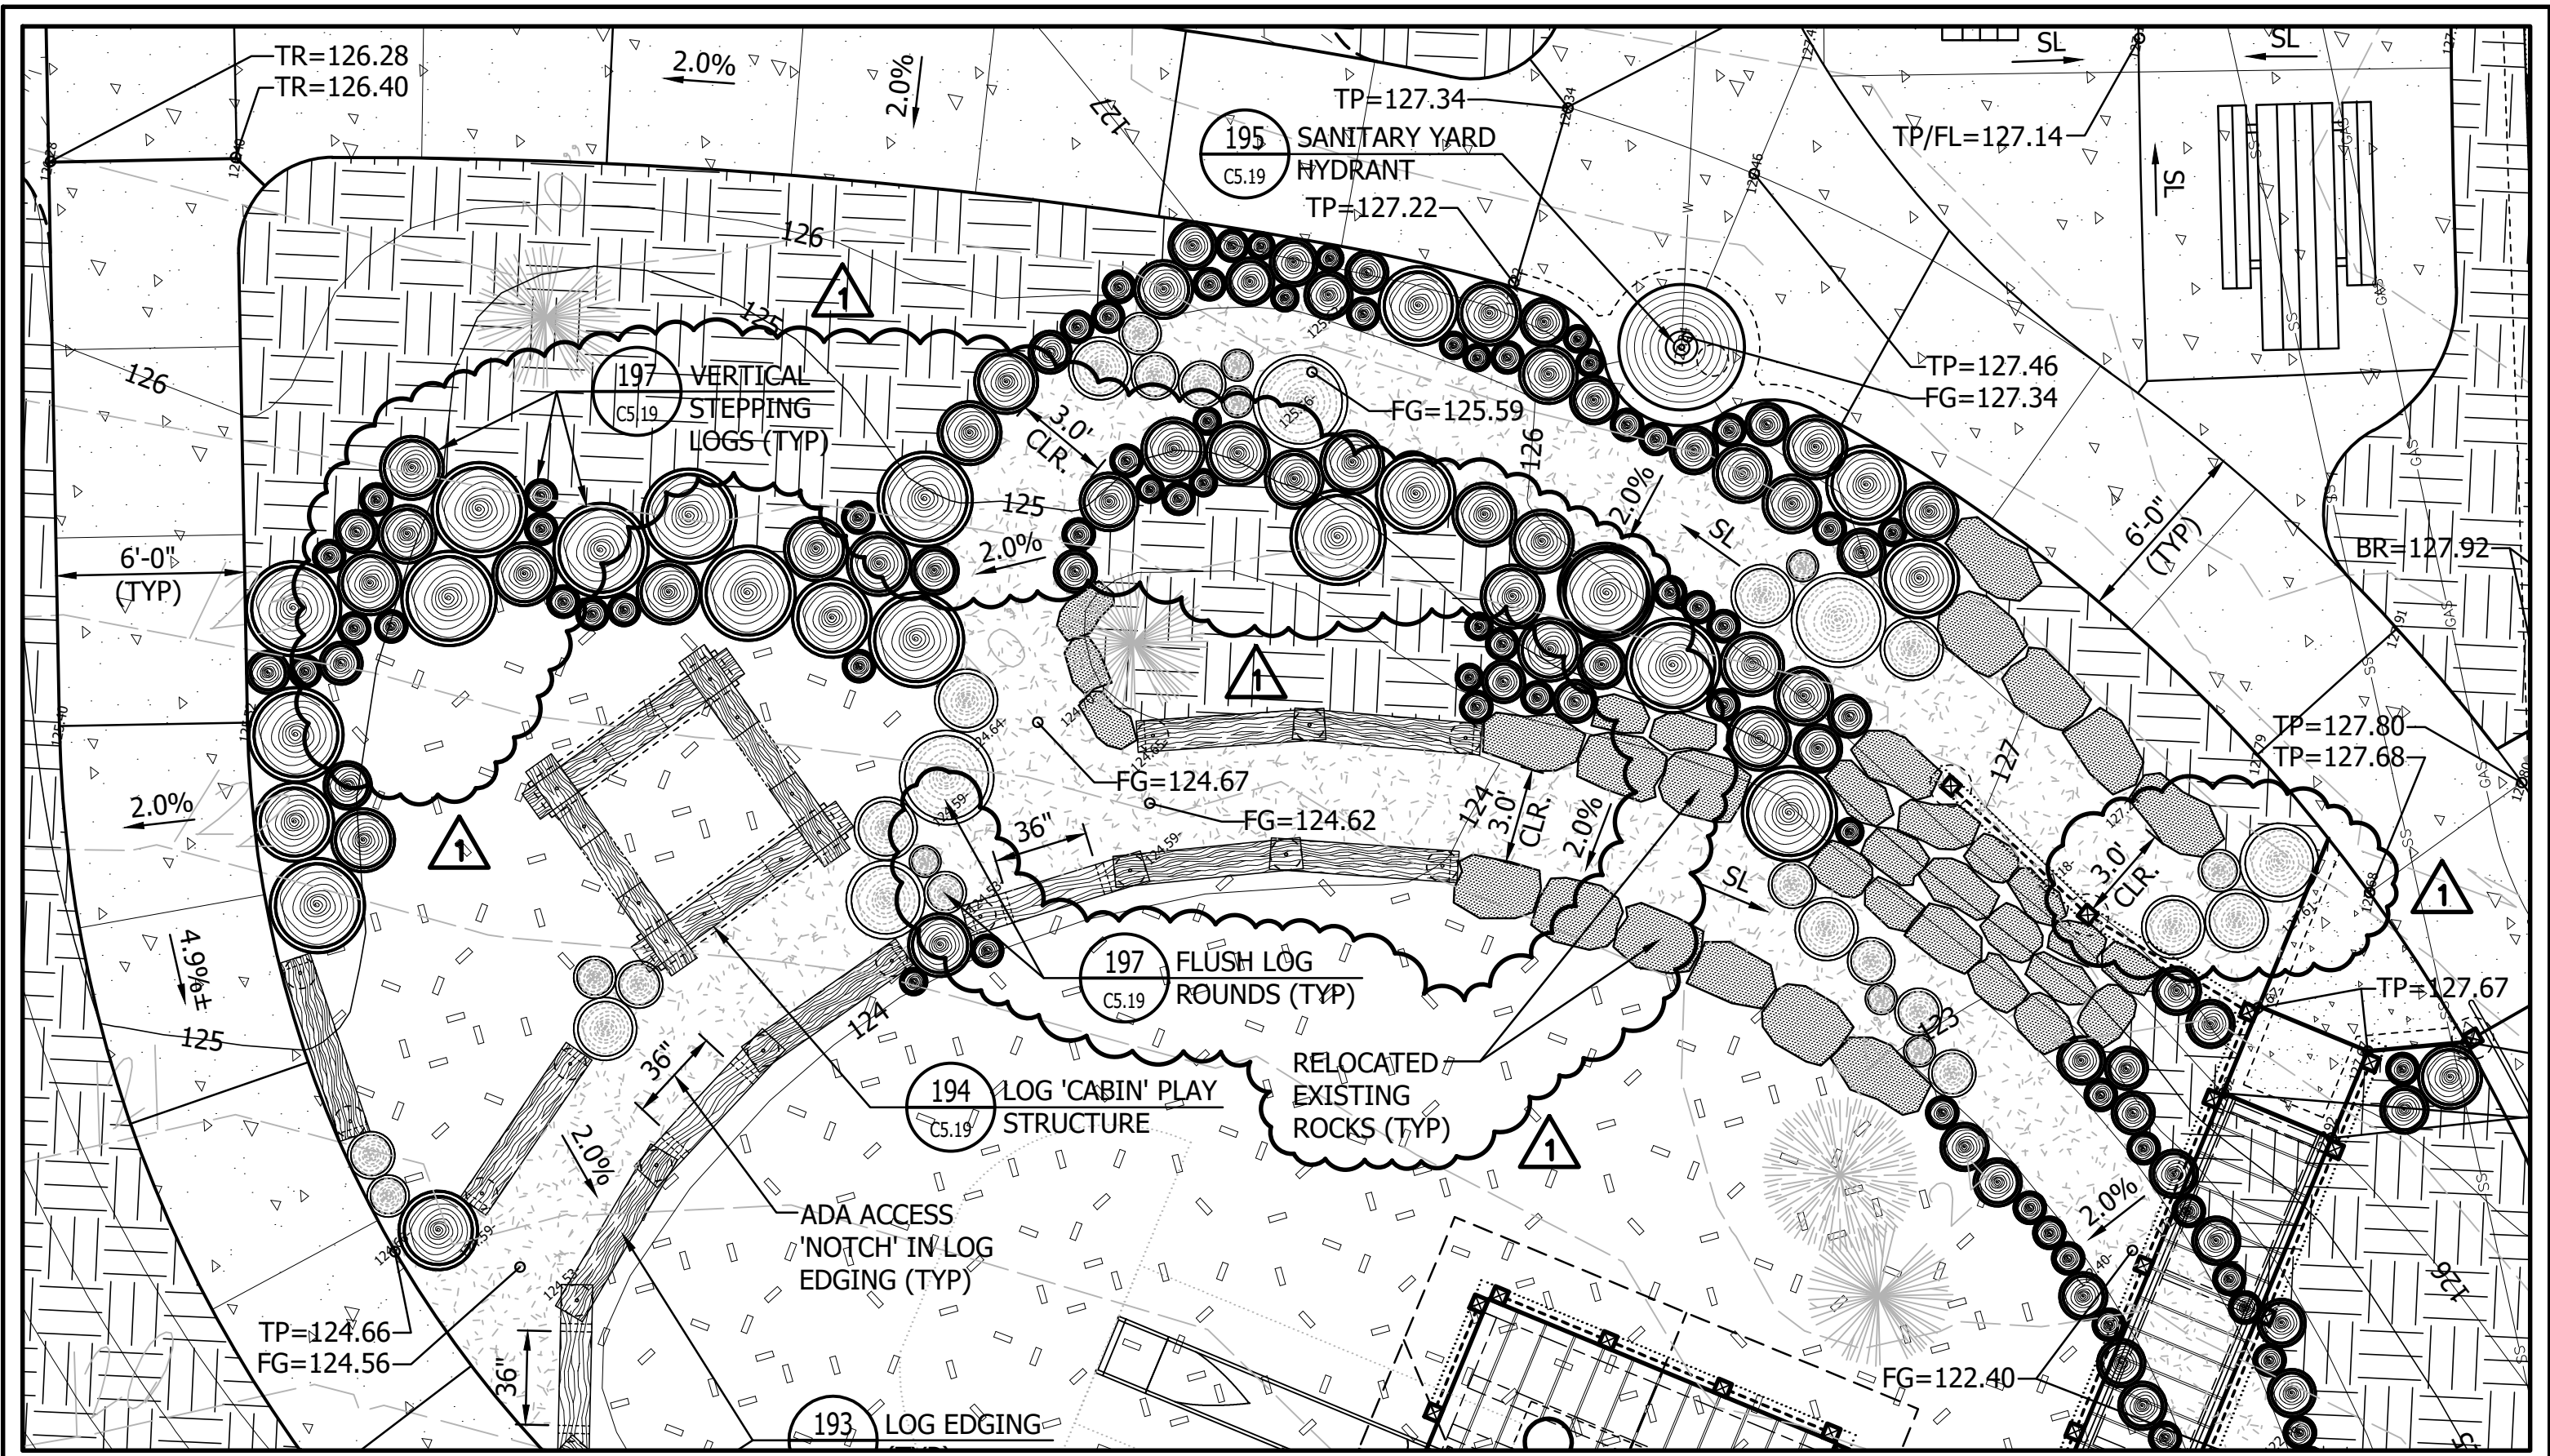 TR=126.28
TR=126.40
2.0%
2.0%
127
TP=127.34
195
C5.19
SANITARY YARD
HYDRANT
TP=127.22
SL
SL
TP/FL=127.14
SL
126
126
125
1
197
C5.19
VERTICAL
STEPPING
LOGS (TYP)
3.0'
CLR.
FG=125.59
TP=127.46
FG=127.34
126
125
2.0%
2.0%
SL
6'-0"
(TYP)
6'-0"
(TYP)
BR=127.92
1
TP=127.80
TP=127.68
127
FG=124.67
FG=124.62
36"
124
3.0'
CLR.
2.0%
2.0%
1
SL
3.0'
CLR.
1
4.9%±
125
197
C5.19
FLUSH LOG
ROUNDS (TYP)
TP=127.67
124
123
36"
194
C5.19
LOG 'CABIN' PLAY
STRUCTURE
RELOCATED
EXISTING
ROCKS (TYP)
1
2.0%
2.0%
ADA ACCESS
'NOTCH' IN LOG
EDGING (TYP)
126
TP=124.66
FG=124.56
36"
FG=122.40
193
LOG EDGING